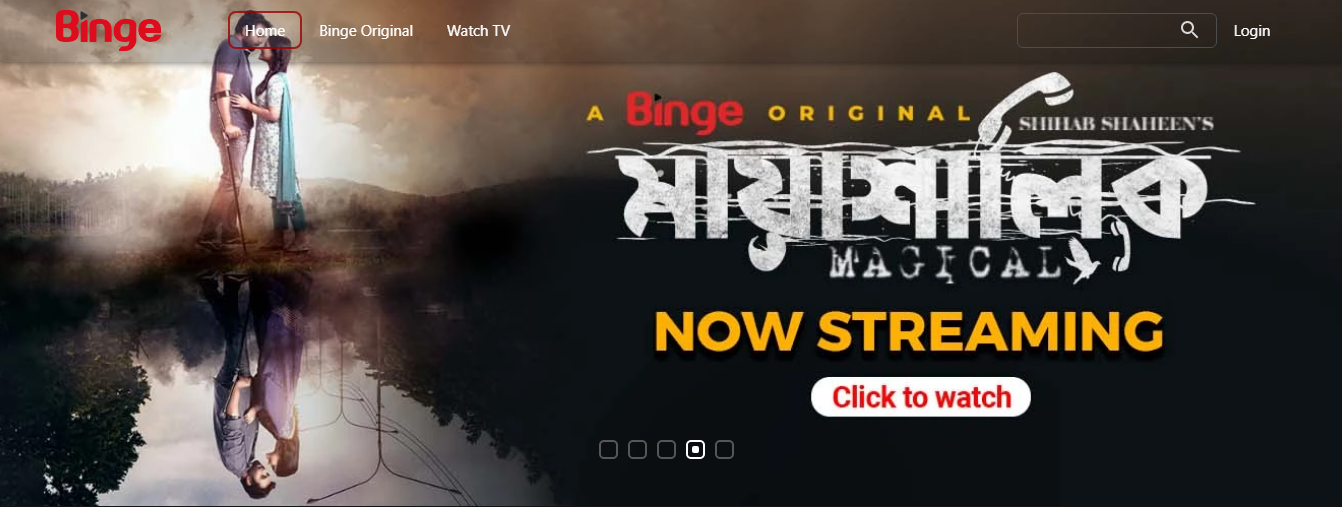 Binge
Home
Binge Original
Watch TV
Login
A Binge ORIGINAL
SHIHAB SHAHEEN'S
মায়াশালিক
MAGICAL
NOW STREAMING
Click to watch